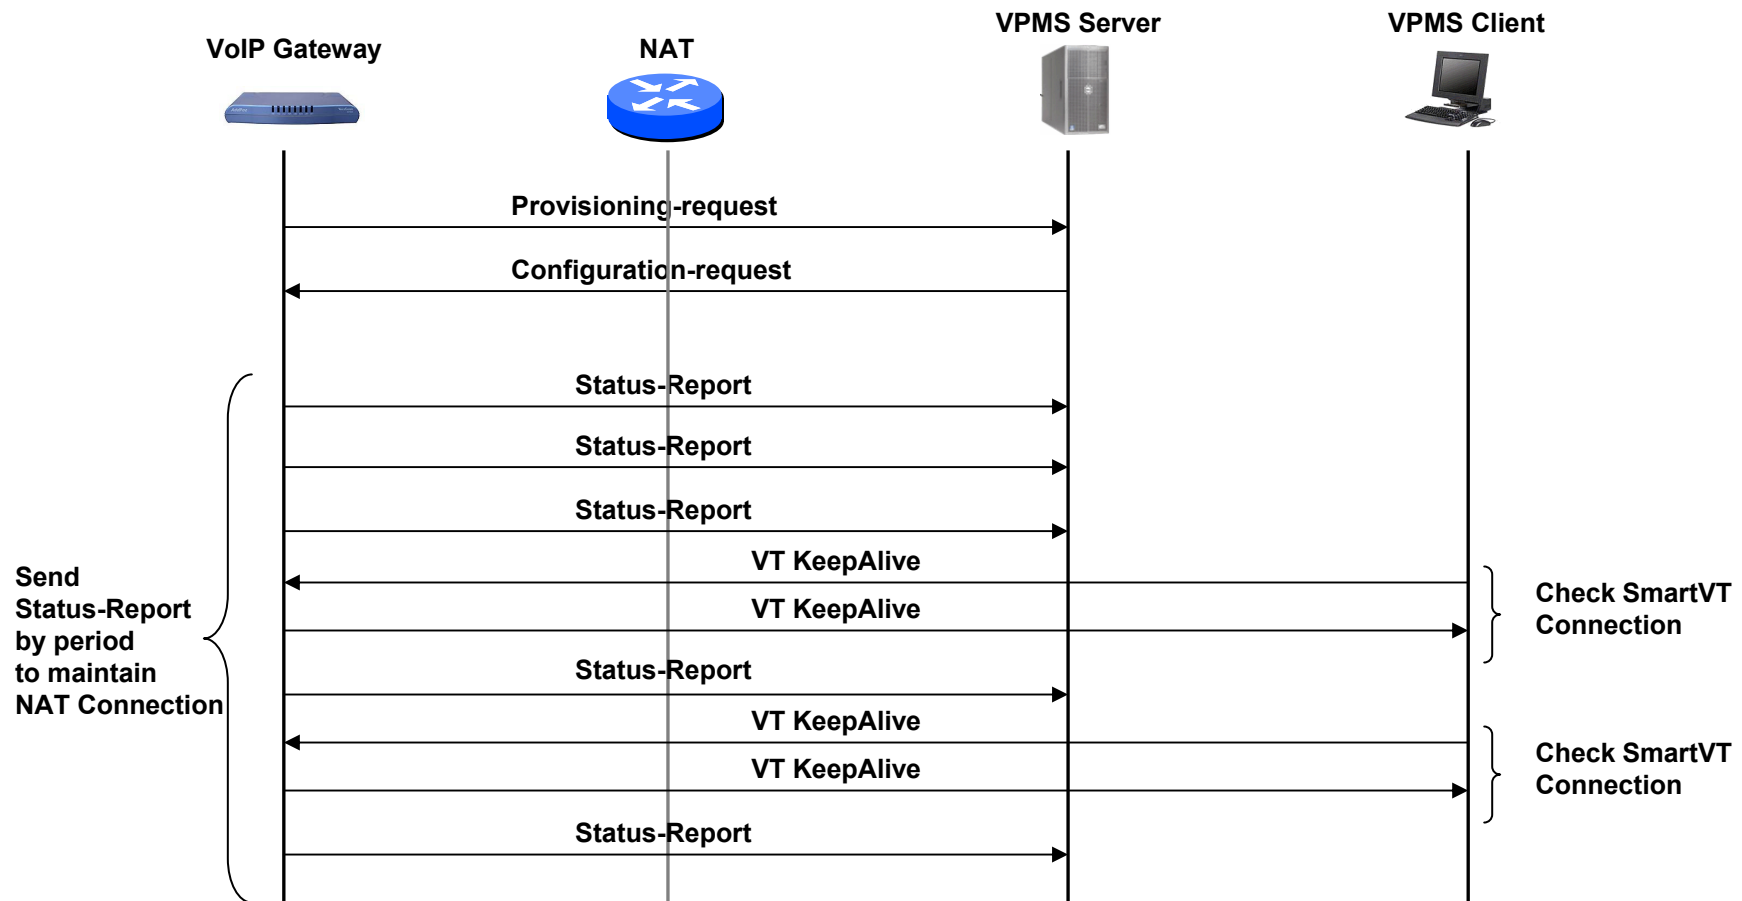 VoIP Gateway
NAT
VPMS Server
VPMS Client
Provisioning-request
Configuration-request
Status-Report
Status-Report
Status-Report
VT KeepAlive
VT KeepAlive
Status-Report
VT KeepAlive
VT KeepAlive
Status-Report
Send
Status-Report
by period
to maintain
NAT Connection
Check SmartVT
Connection
Check SmartVT
Connection